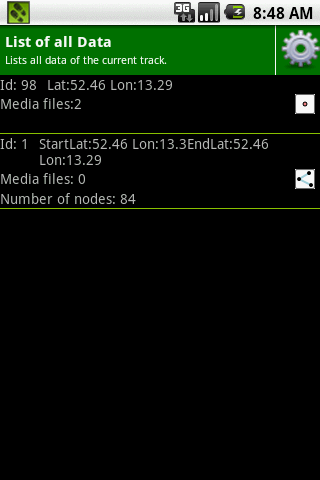 3G 8:48 AM
List of all Data
Lists all data of the current track.
Id: 98 Lat:52.46 Lon:13.29
Media files:2
Id: 1 StartLat:52.46 Lon:13.3EndLat:52.46
Lon:13.29
Media files: 0
Number of nodes: 84